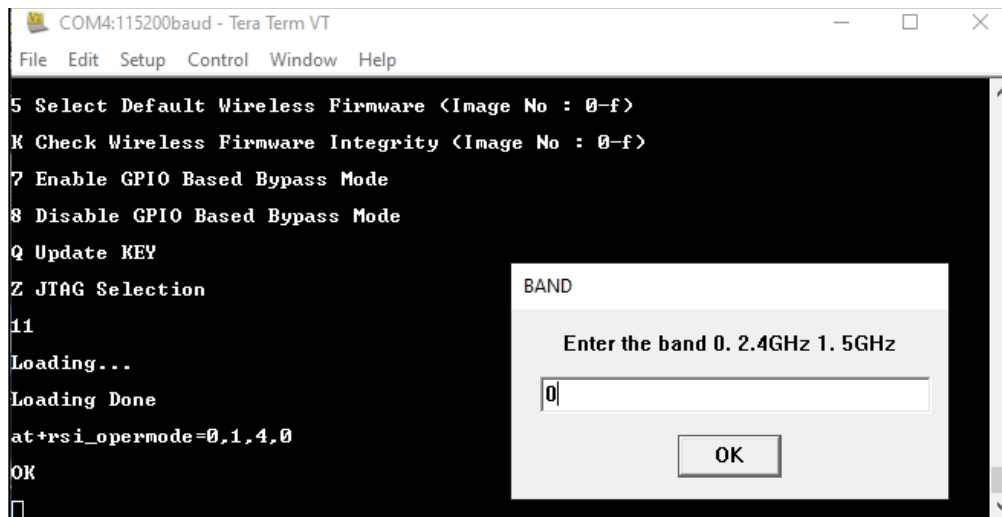 COM4:115200baud - Tera Term VT
File Edit Setup Control Window Help
5 Select Default Wireless Firmware (Image No : 0-f)
K Check Wireless Firmware Integrity (Image No : 0-f)
7 Enable GPIO Based Bypass Mode
8 Disable GPIO Based Bypass Mode
Q Update KEY
Z JTAG Selection
11
Loading...
Loading Done
at+rsi_opermode=0,1,4,0
OK
BAND
Enter the band 0. 2.4GHz 1. 5GHz
0
OK